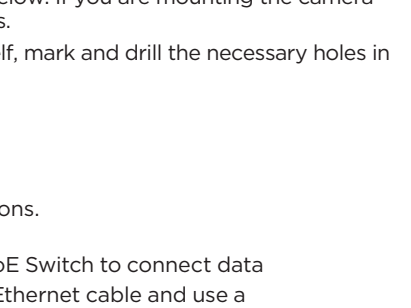 If you are mounting the camera
s.
lf, mark and drill the necessary holes in
ons.
oE Switch to connect data
Ethernet cable and use a